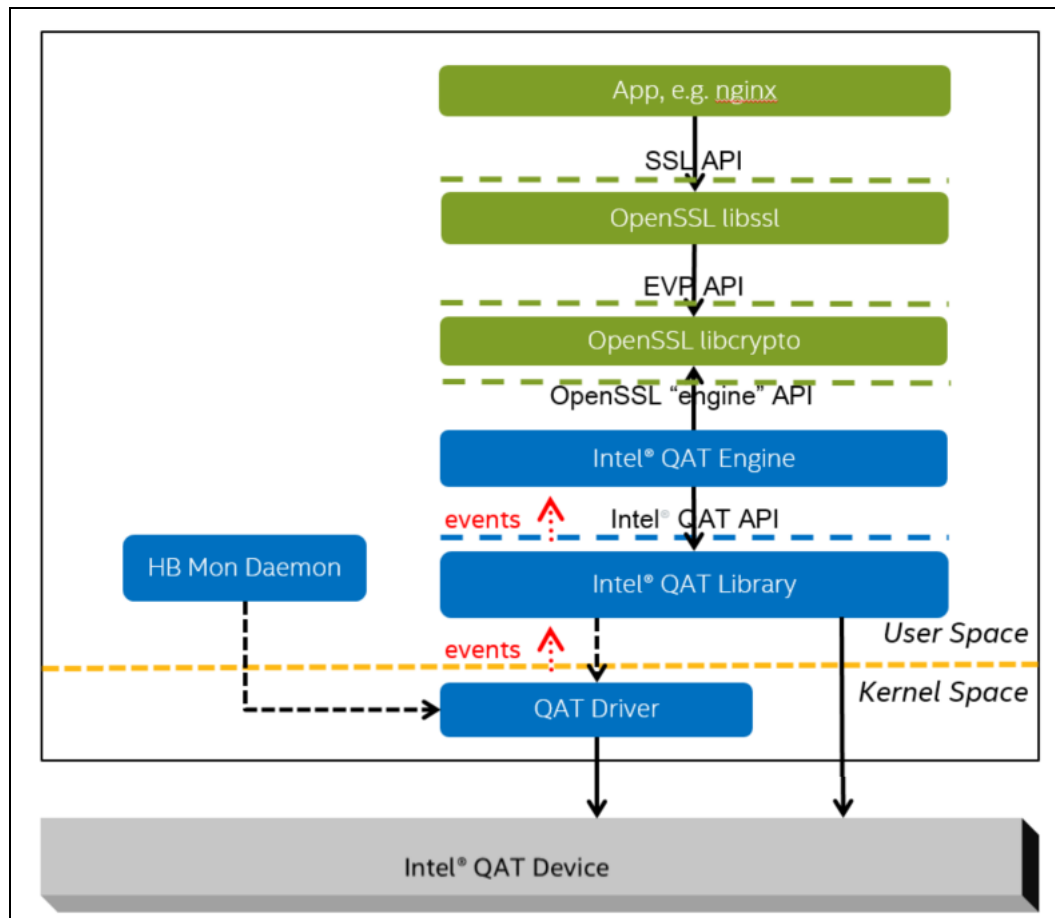 App, e.g. nginx
SSL API
OpenSSL libssl
EVP API
OpenSSL libcrypto
OpenSSL “engine” API
Intel® QAT Engine
events
Intel® QAT API
HB Mon Daemon
Intel® QAT Library
User Space
events
Kernel Space
QAT Driver
Intel® QAT Device